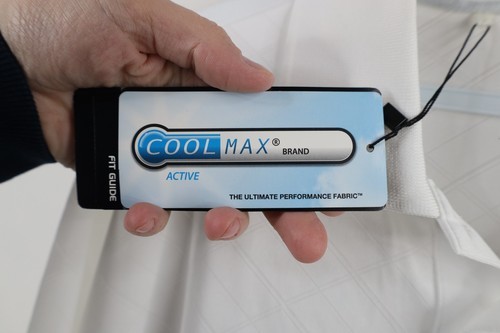 COOLMAX® BRAND
ACTIVE
THE ULTIMATE PERFORMANCE FABRIC™
FIT GUIDE